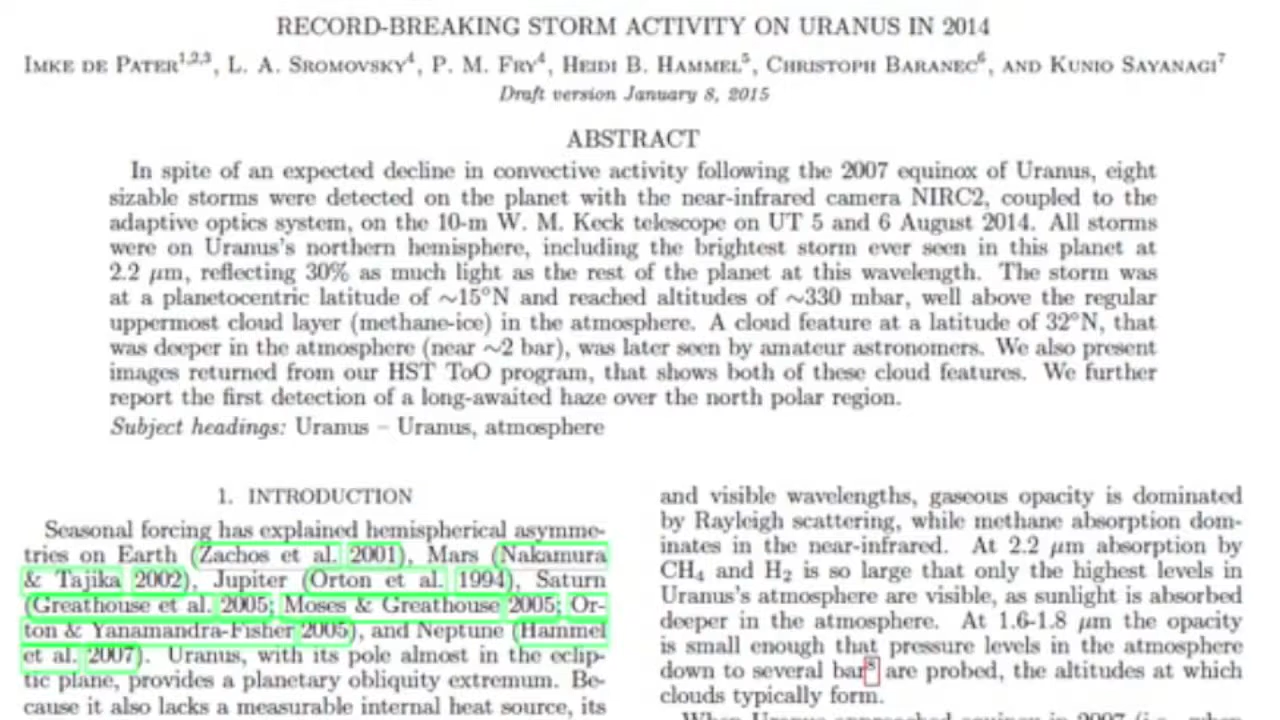 RECORD-BREAKING STORM ACTIVITY ON URANUS IN 2014
Imke de Pater1,2,3, L. A. Sromovsky4, P. M. Fry4, Heidi B. Hammel5, Christoph Baranec6, and Kunio Sayanagi7
Draft version January 8, 2015
ABSTRACT
In spite of an expected decline in convective activity following the 2007 equinox of Uranus, eight
sizable storms were detected on the planet with the near-infrared camera NIRC2, coupled to the
adaptive optics system, on the 10-m W. M. Keck telescope on UT 5 and 6 August 2014. All storms
were on Uranus's northern hemisphere, including the brightest storm ever seen in this planet at
2.2 μm, reflecting 30% as much light as the rest of the planet at this wavelength. The storm was
at a planetocentric latitude of ~15°N and reached altitudes of ~330 mbar, well above the regular
uppermost cloud layer (methane-ice) in the atmosphere. A cloud feature at a latitude of 32°N, that
was deeper in the atmosphere (near ~2 bar), was later seen by amateur astronomers. We also present
images returned from our HST ToO program, that shows both of these cloud features. We further
report the first detection of a long-awaited haze over the north polar region.
Subject headings: Uranus – Uranus, atmosphere
1. INTRODUCTION
Seasonal forcing has explained hemispherical asymme-
tries on Earth (Zachos et al. 2001), Mars (Nakamura
& Tajika 2002), Jupiter (Orton et al. 1994), Saturn
(Greathouse et al. 2005; Moses & Greathouse 2005; Or-
ton & Yanamandra-Fisher 2005), and Neptune (Hammel
et al. 2007). Uranus, with its pole almost in the eclip-
tic plane, provides a planetary obliquity extremum. Be-
cause it also lacks a measurable internal heat source, its
and visible wavelengths, gaseous opacity is dominated
by Rayleigh scattering, while methane absorption dom-
inates in the near-infrared. At 2.2 μm absorption by
CH4 and H2 is so large that only the highest levels in
Uranus's atmosphere are visible, as sunlight is absorbed
deeper in the atmosphere. At 1.6-1.8 μm the opacity
is small enough that pressure levels in the atmosphere
down to several bar8 are probed, the altitudes at which
clouds typically form.
When Uranus approached equinox in 2007 (i.e., when